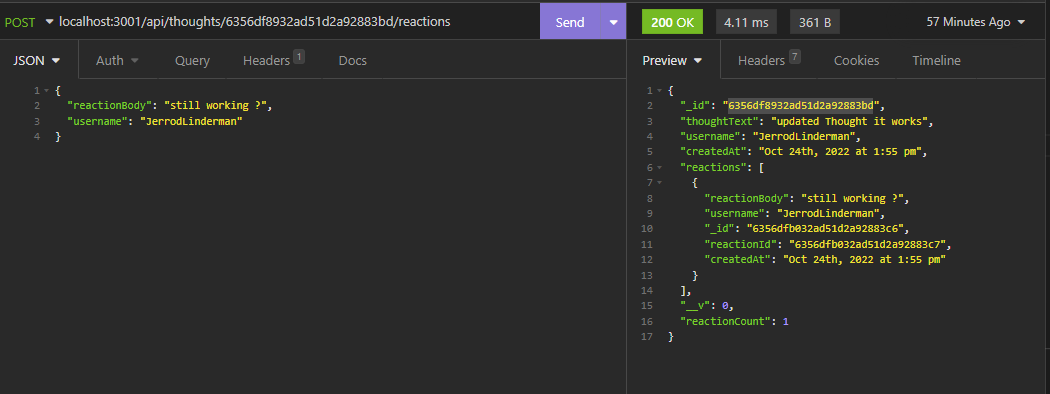 POST localhost:3001/api/thoughts/6356df8932ad51d2a92883bd/reactions Send
JSON Auth Query Headers 1 Docs
1 {
2 "reactionBody": "still working ?",
3 "username": "JerrodLinderman"
4 }
200 OK 4.11 ms 361 B 57 Minutes Ago
Preview Headers 7 Cookies Timeline
1 {
2 "_id": "6356df8932ad51d2a92883bd",
3 "thoughtText": "updated Thought it works",
4 "username": "JerrodLinderman",
5 "createdAt": "Oct 24th, 2022 at 1:55 pm",
6 "reactions": [
7 {
8 "reactionBody": "still working ?",
9 "username": "JerrodLinderman",
10 "_id": "6356dfb032ad51d2a92883c6",
11 "reactionId": "6356dfb032ad51d2a92883c7",
12 "createdAt": "Oct 24th, 2022 at 1:55 pm"
13 }
14 ],
15 "__v": 0,
16 "reactionCount": 1
17 }